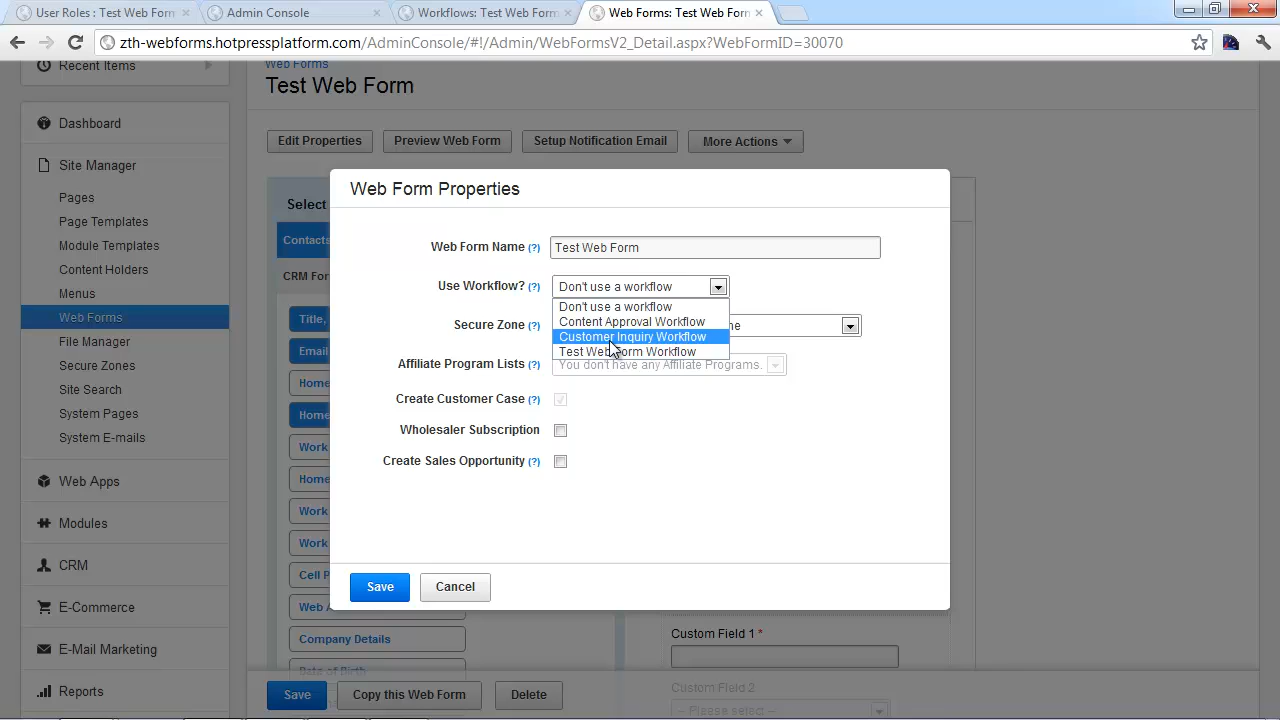 User Roles : Test Web Form
Admin Console
Workflows: Test Web Form
Web Forms: Test Web Form
zth-webforms.hotpressplatform.com/AdminConsole/#!/Admin/WebFormsV2_Detail.aspx?WebFormID=30070
Recent Items
Dashboard
Site Manager
Pages
Page Templates
Module Templates
Content Holders
Menus
Web Forms
File Manager
Secure Zones
Site Search
System Pages
System E-mails
Web Apps
Modules
CRM
E-Commerce
E-Mail Marketing
Reports
Web Forms
Test Web Form
Edit Properties Preview Web Form Setup Notification Email More Actions
Select
Contacts
CRM For
Title,
Email
Home
Home
Work
Home
Work
Work
Cell P
Web A
Company Details
Date of Birth
Web Form Properties
Web Form Name (?) Test Web Form
Use Workflow? (?) Don't use a workflow
Don't use a workflow
Content Approval Workflow
Customer Inquiry Workflow
Test Web Form Workflow
Secure Zone (?) ne
Affiliate Program Lists (?) You don't have any Affiliate Programs.
Create Customer Case (?)
Wholesaler Subscription
Create Sales Opportunity (?)
Save Cancel
Custom Field 1 *
Custom Field 2
-- Please select --
Save Copy this Web Form Delete